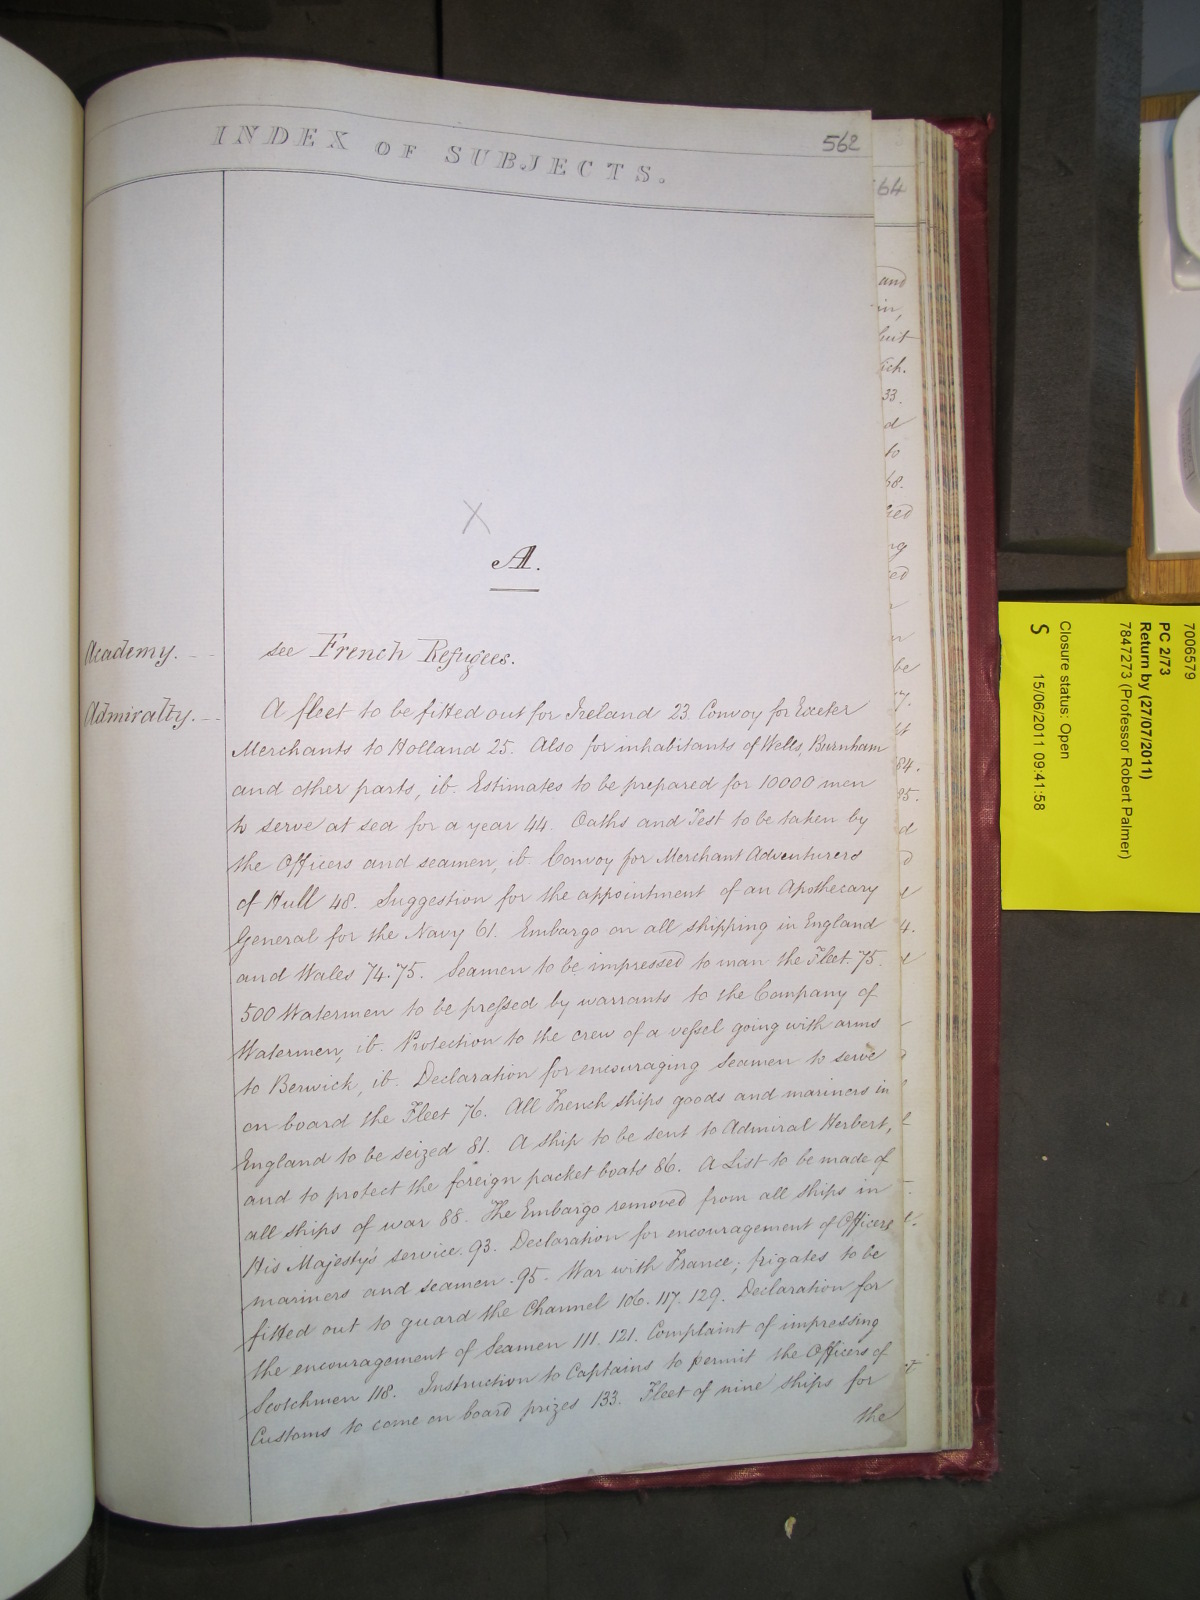 INDEX OF SUBJECTS.
562
64
A.
Academy. - - see French Refugees.
Admiralty. - - A fleet to be fitted out for Ireland 23. Convoy for Exeter
Merchants to Holland 25. Also for inhabitants of Wells, Burnham
and other parts, ib. Estimates to be prepared for 10000 men
to serve at sea for a year 44. Oaths and Test to be taken by
the Officers and seamen, ib. Convoy for Merchant Adventurers
of Hull 48. Suggestion for the appointment of an Apothecary
General for the Navy 61. Embargo on all shipping in England
and Wales 74.75. Seamen to be impressed to man the Fleet 75.
500 Watermen to be pressed by warrants to the Company of
Watermen, ib. Protection to the crew of a vessel going with arms
to Berwick, ib. Declaration for encouraging Seamen to serve
on board the Fleet 76. All French ships goods and mariners in
England to be seized 81. A ship to be sent to Admiral Herbert,
and to protect the foreign packet boats 86. A List to be made of
all ships of war 88. The Embargo removed from all ships in
His Majesty's service. 93. Declaration for encouragement of Officers
mariners and seamen. 95. War with France; frigates to be
fitted out to guard the Channel 106. 117. 129. Declaration for
the encouragement of Seamen 111. 121. Complaint of impressing
Scotchmen 118. Instruction to Captains to permit the Officers of
Customs to come on board prizes 133. Fleet of nine ships for
the
and
33.
to
be
84.
7006579
PC 2/73
Return by (27/07/2011)
7847273 (Professor Robert Palmer)
Closure status: Open
S 15/06/2011 09:41:58